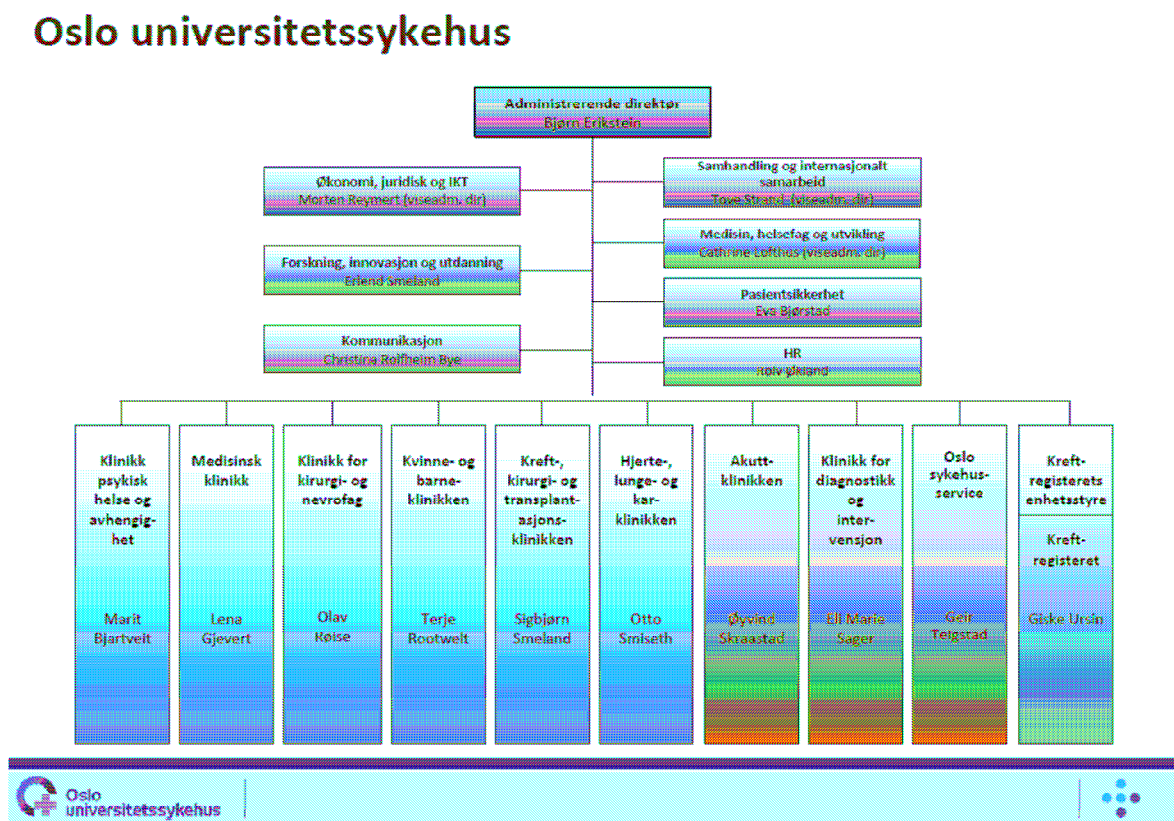 Oslo universitetssykehus
Administrerende direktør
Bjørn Erikstein
Økonomi, juridisk og IKT
Morten Reymert (viseadm. dir)
Samhandling og internasjonalt
samarbeid
Tove Strand (viseadm. dir)
Forskning, innovasjon og utdanning
Erlend Smeland
Medisin, helsefag og utvikling
Cathrine Lofthus (viseadm. dir)
Pasientsikkerhet
Eva Bjørstad
Kommunikasjon
Christina Rolfheim Bye
HR
Klinikk
psykisk
helse og
avhengig-
het
Marit
Bjartveit
Medisinsk
klinikk
Lena
Gjevert
Klinikk for
kirurgi- og
nevrofag
Olav
Røise
Kvinne- og
barne-
klinikken
Terje
Rootwelt
Kreft-,
kirurgi- og
transplant-
asjons-
klinikken
Sigbjørn
Smeland
Hjerte-,
lunge- og
kar-
klinikken
Otto
Smiseth
Akutt-
klinikken
Øyvind
Skraastad
Klinikk for
diagnostikk
og
inter-
vensjon
Eli Marie
Sager
Oslo
sykehus-
service
Geir
Teigstad
Kreft-
registerets
enhetsstyre
Kreft-
registeret
Giske Ursin
Oslo
universitetssykehus